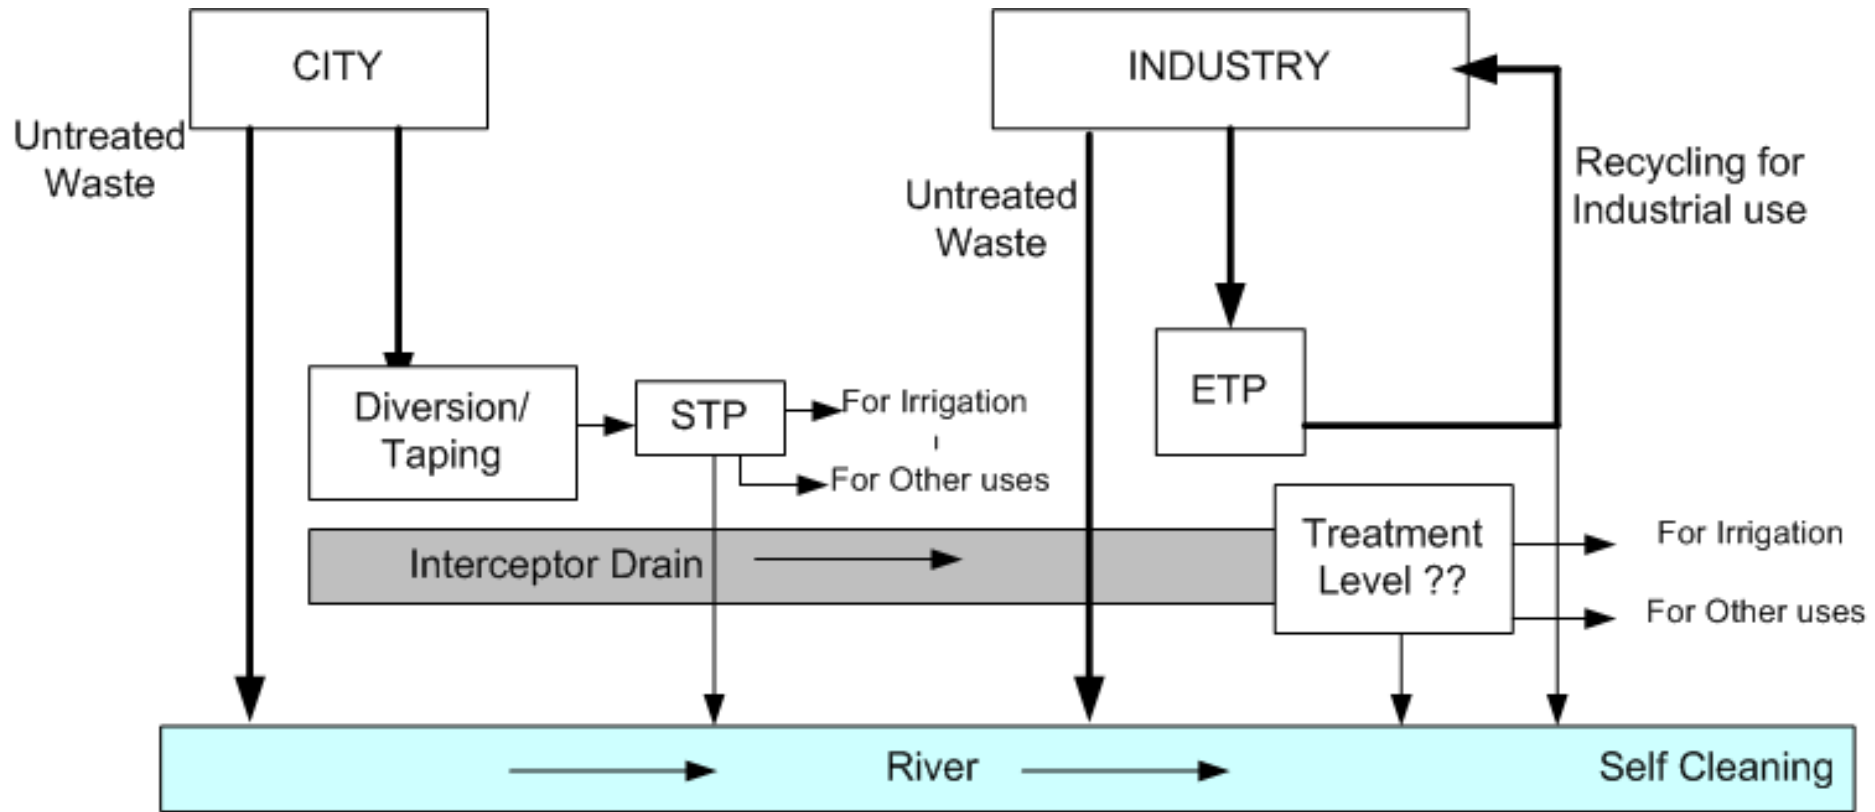 CITY
INDUSTRY
Untreated
Waste
Untreated
Waste
Recycling for
Industrial use
Diversion/
Taping
STP
For Irrigation
For Other uses
ETP
Interceptor Drain
Treatment
Level ??
For Irrigation
For Other uses
River
Self Cleaning